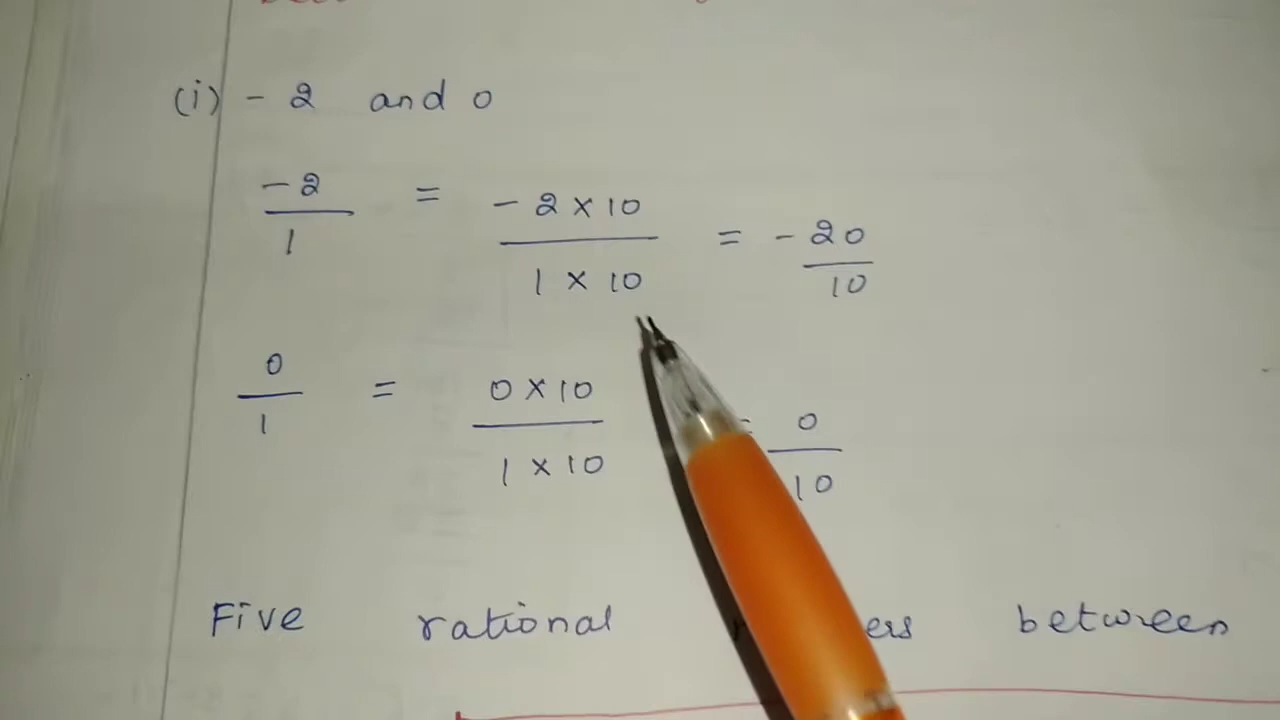 (i) - 2 and 0
-2/1 = - 2 × 10 / 1 × 10 = - 20/10
0/1 = 0 × 10 / 1 × 10 = 0/10
Five rational between